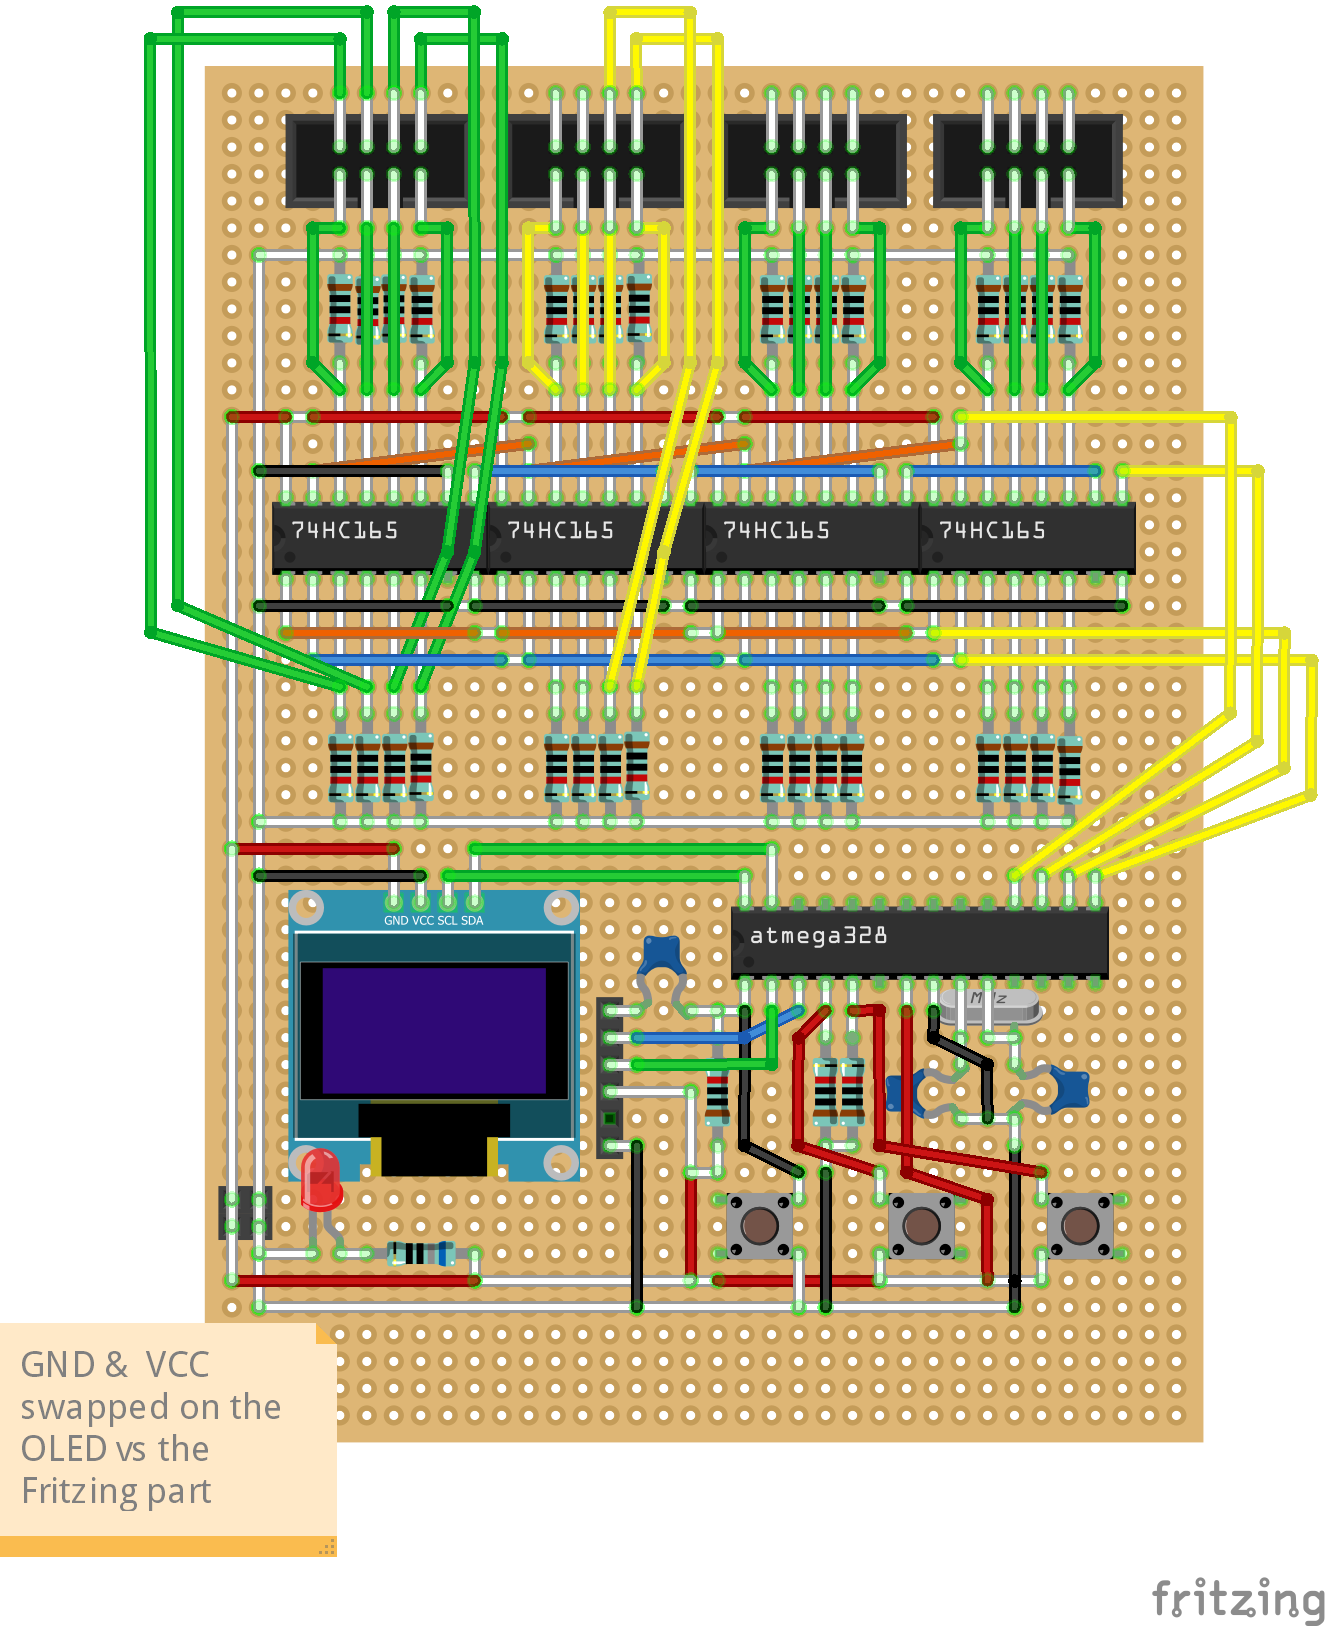 74HC165 74HC165 74HC165 74HC165
GND VCC SCL SDA
atmega328
MHz
GND & VCC
swapped on the
OLED vs the
Fritzing part
fritzing